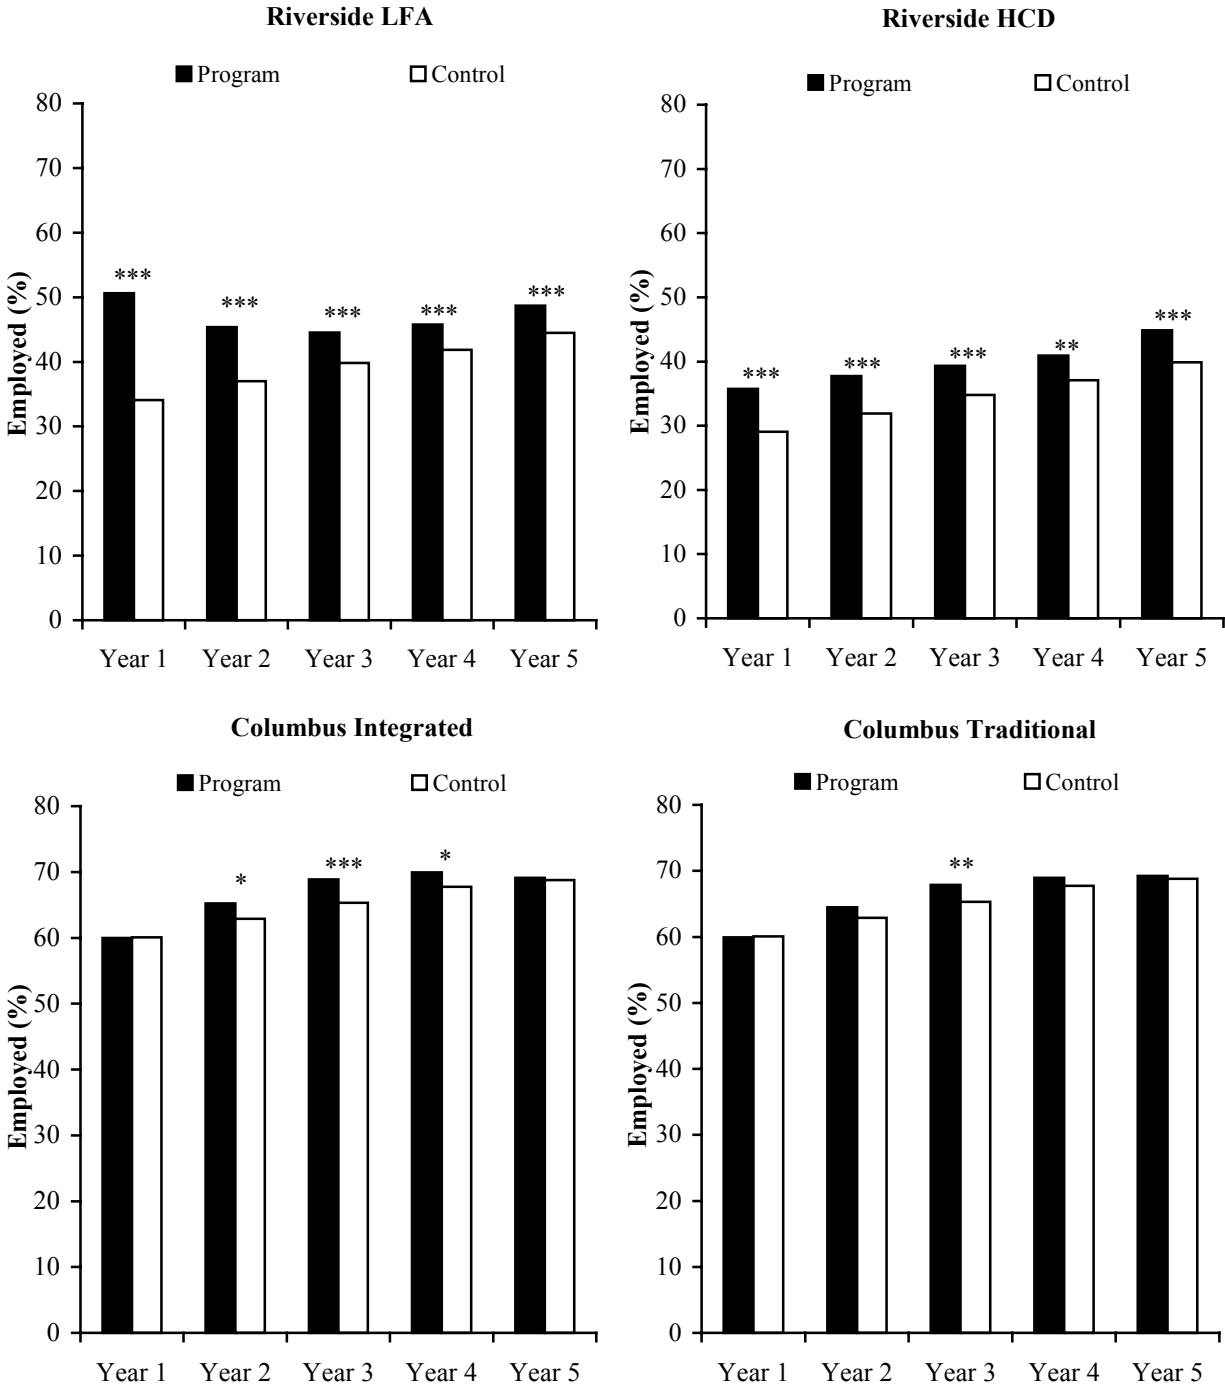 Riverside LFA
Program Control
80
70
60
50
40
30
20
10
0
Employed (%)
*** *** *** *** ***
Year 1 Year 2 Year 3 Year 4 Year 5
Riverside HCD
Program Control
80
70
60
50
40
30
20
10
0
Employed (%)
*** *** *** ** ***
Year 1 Year 2 Year 3 Year 4 Year 5
Columbus Integrated
Program Control
80
70
60
50
40
30
20
10
0
Employed (%)
* *** *
Year 1 Year 2 Year 3 Year 4 Year 5
Columbus Traditional
Program Control
80
70
60
50
40
30
20
10
0
Employed (%)
**
Year 1 Year 2 Year 3 Year 4 Year 5